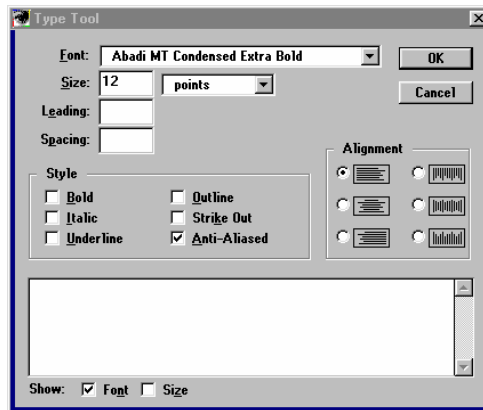 Type Tool
Font: Abadi MT Condensed Extra Bold
OK
Size: 12 points
Cancel
Leading:
Spacing:
Alignment
Style
Bold Outline
Italic Strike Out
Underline Anti-Aliased
Show: Font Size